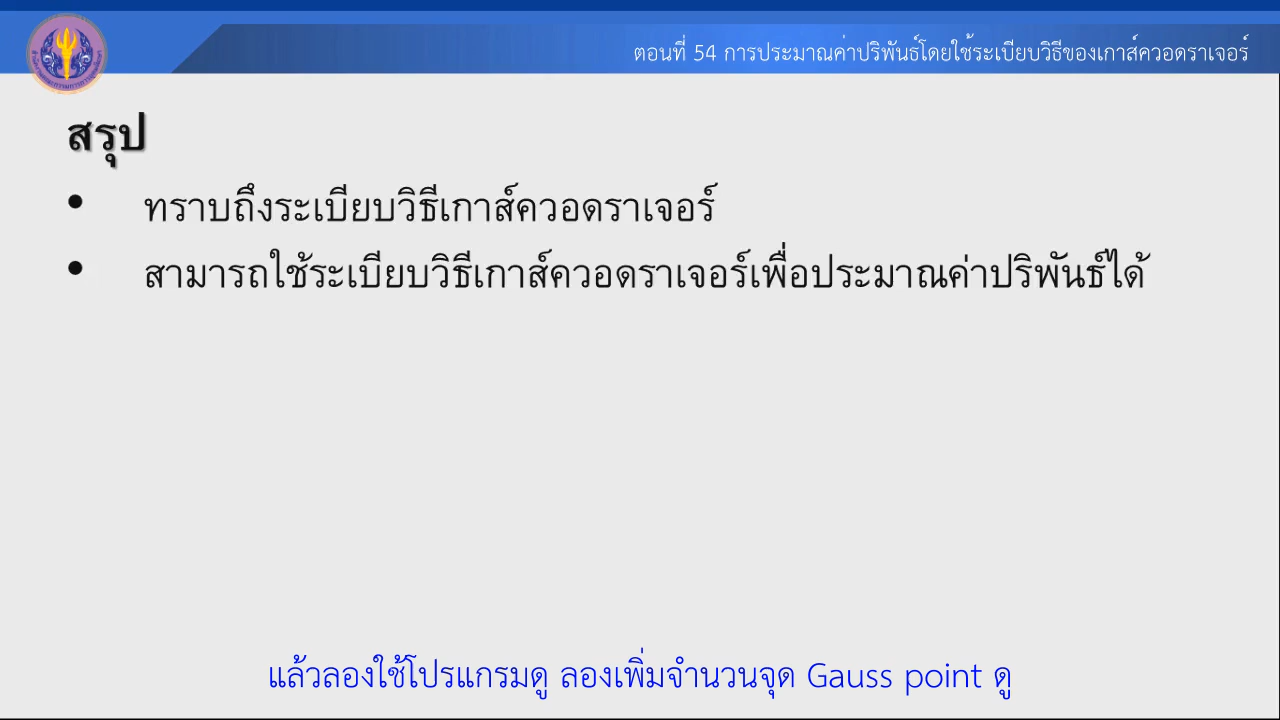 ตอนที่ 54 การประมาณค่าปริพันธ์โดยใช้ระเบียบวิธีของเกาส์ควอดราเจอร์
สรุป
• ทราบถึงระเบียบวิธีเกาส์ควอดราเจอร์
• สามารถใช้ระเบียบวิธีเกาส์ควอดราเจอร์เพื่อประมาณค่าปริพันธ์ได้
แล้วลองใช้โปรแกรมดู ลองเพิ่มจำนวนจุด Gauss point ดู